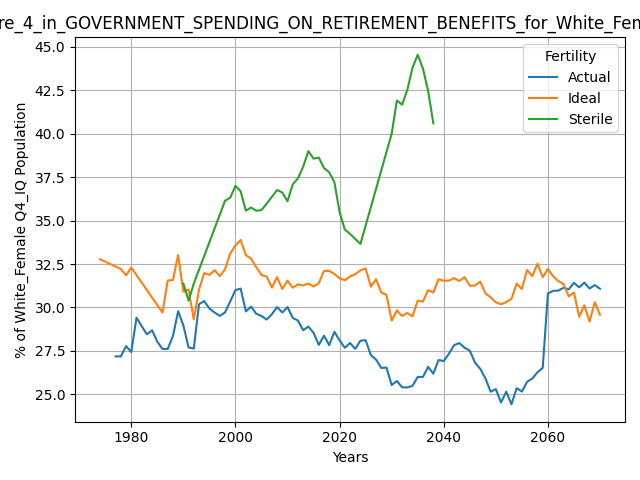 re_4_in_GOVERNMENT_SPENDING_ON_RETIREMENT_BENEFITS_for_White_Fem
Fertility
Actual
Ideal
Sterile
% of White_Female Q4_IQ Population
45.0
42.5
40.0
37.5
35.0
32.5
30.0
27.5
25.0
1980
2000
2020
2040
2060
Years